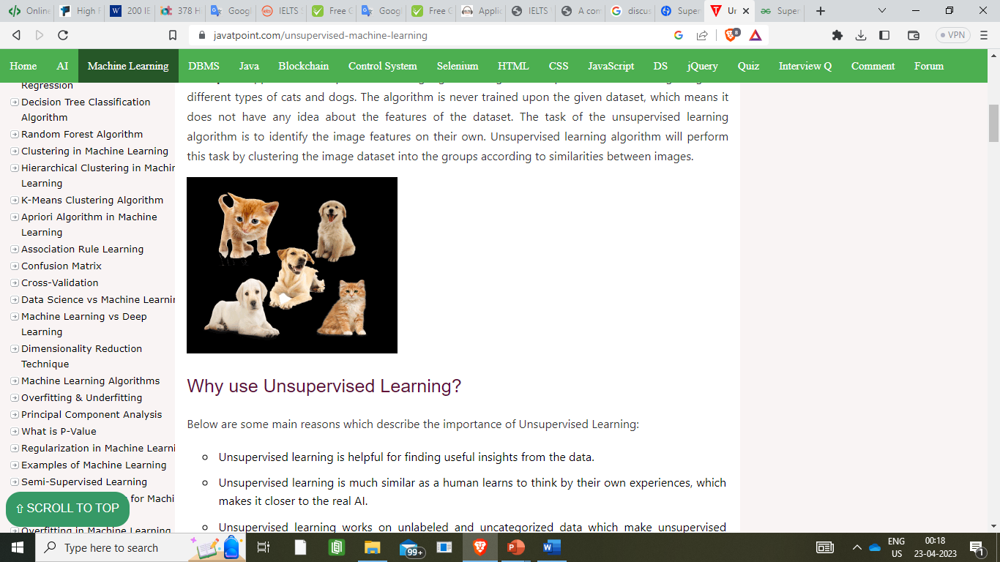 Online
High f
200 IE
378 Hi
Googl
IELTS S
Free C
Googl
Free C
Applic
IELTS
A com
discus
Super
Un
Super
javatpoint.com/unsupervised-machine-learning
8
VPN
Home AI Machine Learning DBMS Java Blockchain Control System Selenium HTML CSS JavaScript DS jQuery Quiz Interview Q Comment Forum
Regression
Decision Tree Classification
Algorithm
Random Forest Algorithm
Clustering in Machine Learning
Hierarchical Clustering in Machin
Learning
K-Means Clustering Algorithm
Apriori Algorithm in Machine
Learning
Association Rule Learning
Confusion Matrix
Cross-Validation
Data Science vs Machine Learnin
Machine Learning vs Deep
Learning
Dimensionality Reduction
Technique
Machine Learning Algorithms
Overfitting & Underfitting
Principal Component Analysis
What is P-Value
Regularization in Machine Learni
Examples of Machine Learning
Semi-Supervised Learning
for Machi
Overfitting in Machine Learning
⇧ SCROLL TO TOP
different types of cats and dogs. The algorithm is never trained upon the given dataset, which means it
does not have any idea about the features of the dataset. The task of the unsupervised learning
algorithm is to identify the image features on their own. Unsupervised learning algorithm will perform
this task by clustering the image dataset into the groups according to similarities between images.
Why use Unsupervised Learning?
Below are some main reasons which describe the importance of Unsupervised Learning:
Unsupervised learning is helpful for finding useful insights from the data.
Unsupervised learning is much similar as a human learns to think by their own experiences, which
makes it closer to the real AI.
Unsupervised learning works on unlabeled and uncategorized data which make unsupervised
Type here to search
99+
ENG
US
00:18
23-04-2023
1